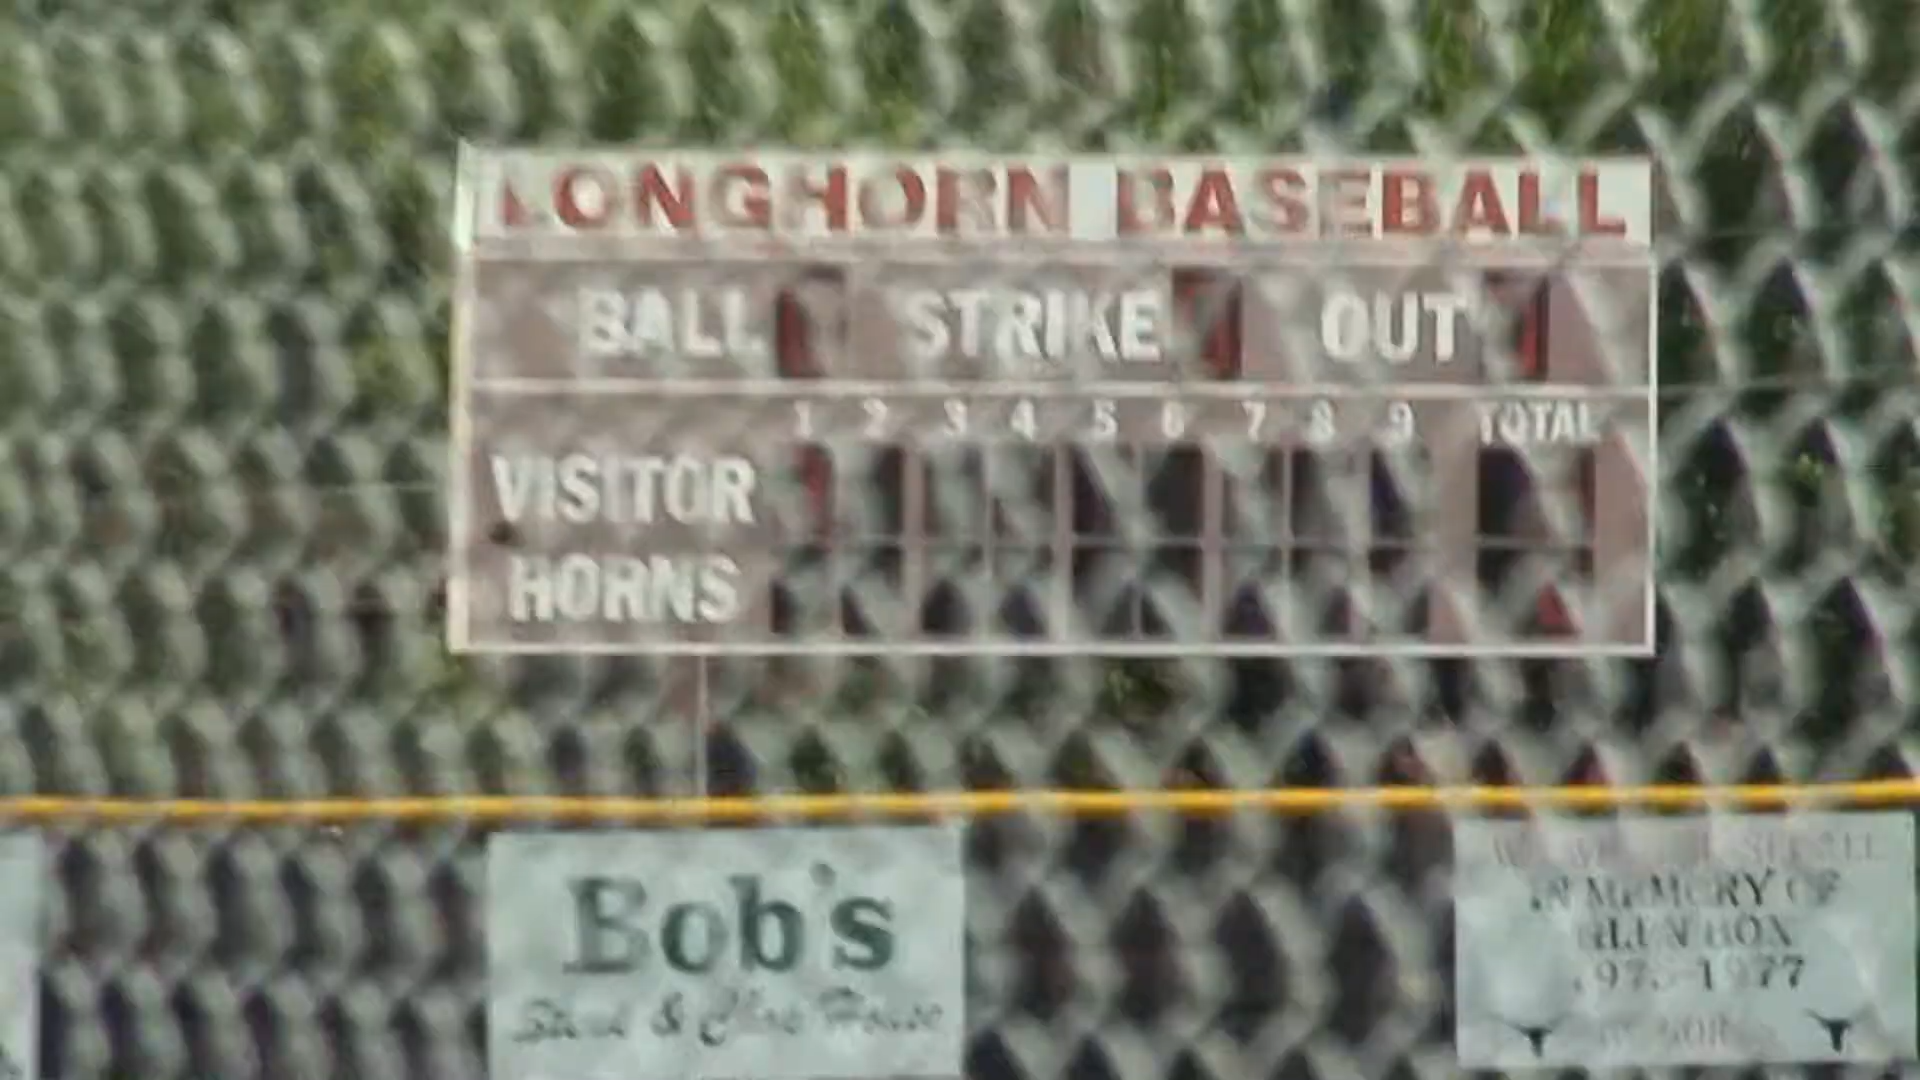 LONGHORN BASEBALL
BALL STRIKE OUT
1 2 3 4 5 6 7 8 9 TOTAL
VISITOR
HORNS
Bob's
& House
IN MEMORY OF